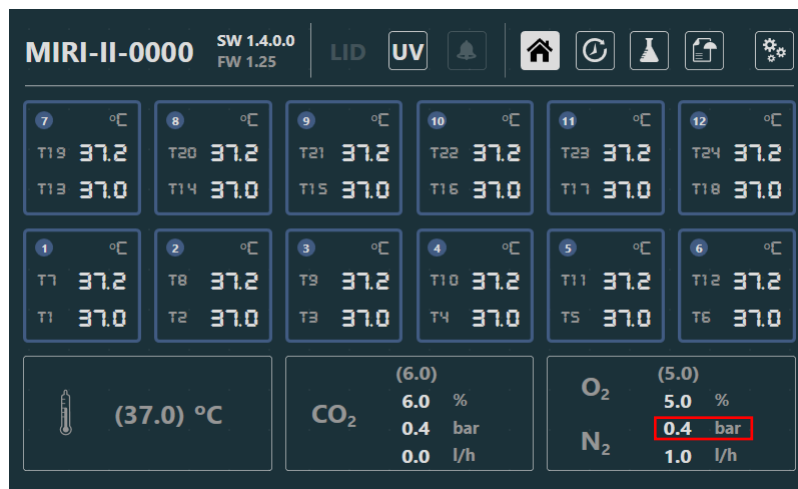 MIRI-II-0000 SW 1.4.0.0 LID UV
FW 1.25
7 °C 8 °C 9 °C 10 °C 11 °C 12 °C
T19 37.2 T20 37.2 T21 37.2 T22 37.2 T23 37.2 T24 37.2
T13 37.0 T14 37.0 T15 37.0 T16 37.0 T17 37.0 T18 37.0
1 °C 2 °C 3 °C 4 °C 5 °C 6 °C
T7 37.2 T8 37.2 T9 37.2 T10 37.2 T11 37.2 T12 37.2
T1 37.0 T2 37.0 T3 37.0 T4 37.0 T5 37.0 T6 37.0
(37.0) °C
CO₂
(6.0)
6.0 %
0.4 bar
0.0 l/h
O₂
N₂
(5.0)
5.0 %
0.4 bar
1.0 l/h